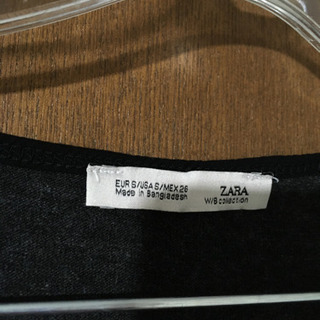 EUR S/USA S/MEX 26
Made in Bangladesh
ZARA
W/B collection